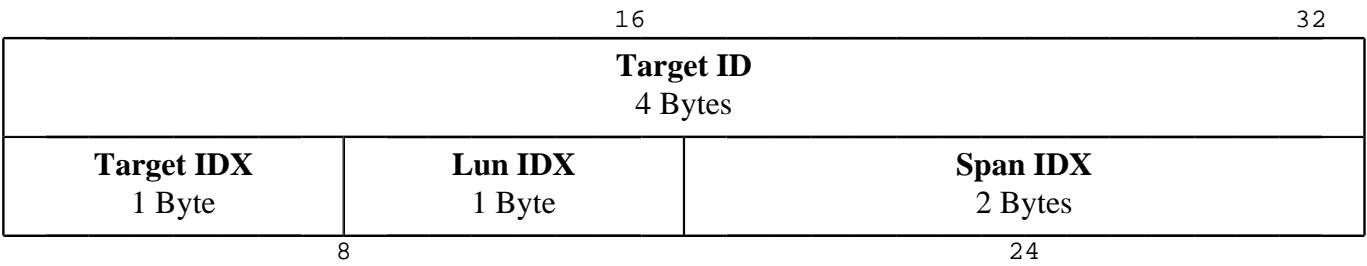 16 32
Target ID
4 Bytes
Target IDX Lun IDX Span IDX
1 Byte 1 Byte 2 Bytes
8 24